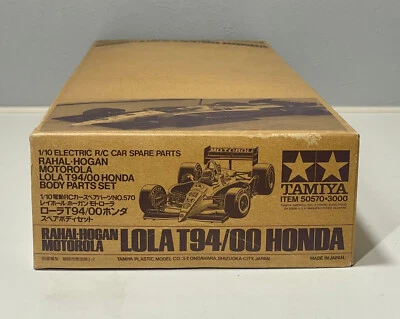 1/10 ELECTRIC R/C CAR SPARE PARTS
RAHAL-HOGAN
MOTOROLA
LOLA T94/00 HONDA
BODY PARTS SET
1/10電動RCカースペアパーツNO.570
レイホール ホーガン モトローラ
ローラT94/00ホンダ
スペアボディセット
MOTOROLA
TAMIYA
ITEM 50570*3000
RAHAL-HOGAN
MOTOROLA
LOLA T94/00 HONDA
TAMIYA PLASTIC MODEL CO. 3-7, ONDAWARA, SHIZUOKA-CITY, JAPAN.
MADE IN JAPAN